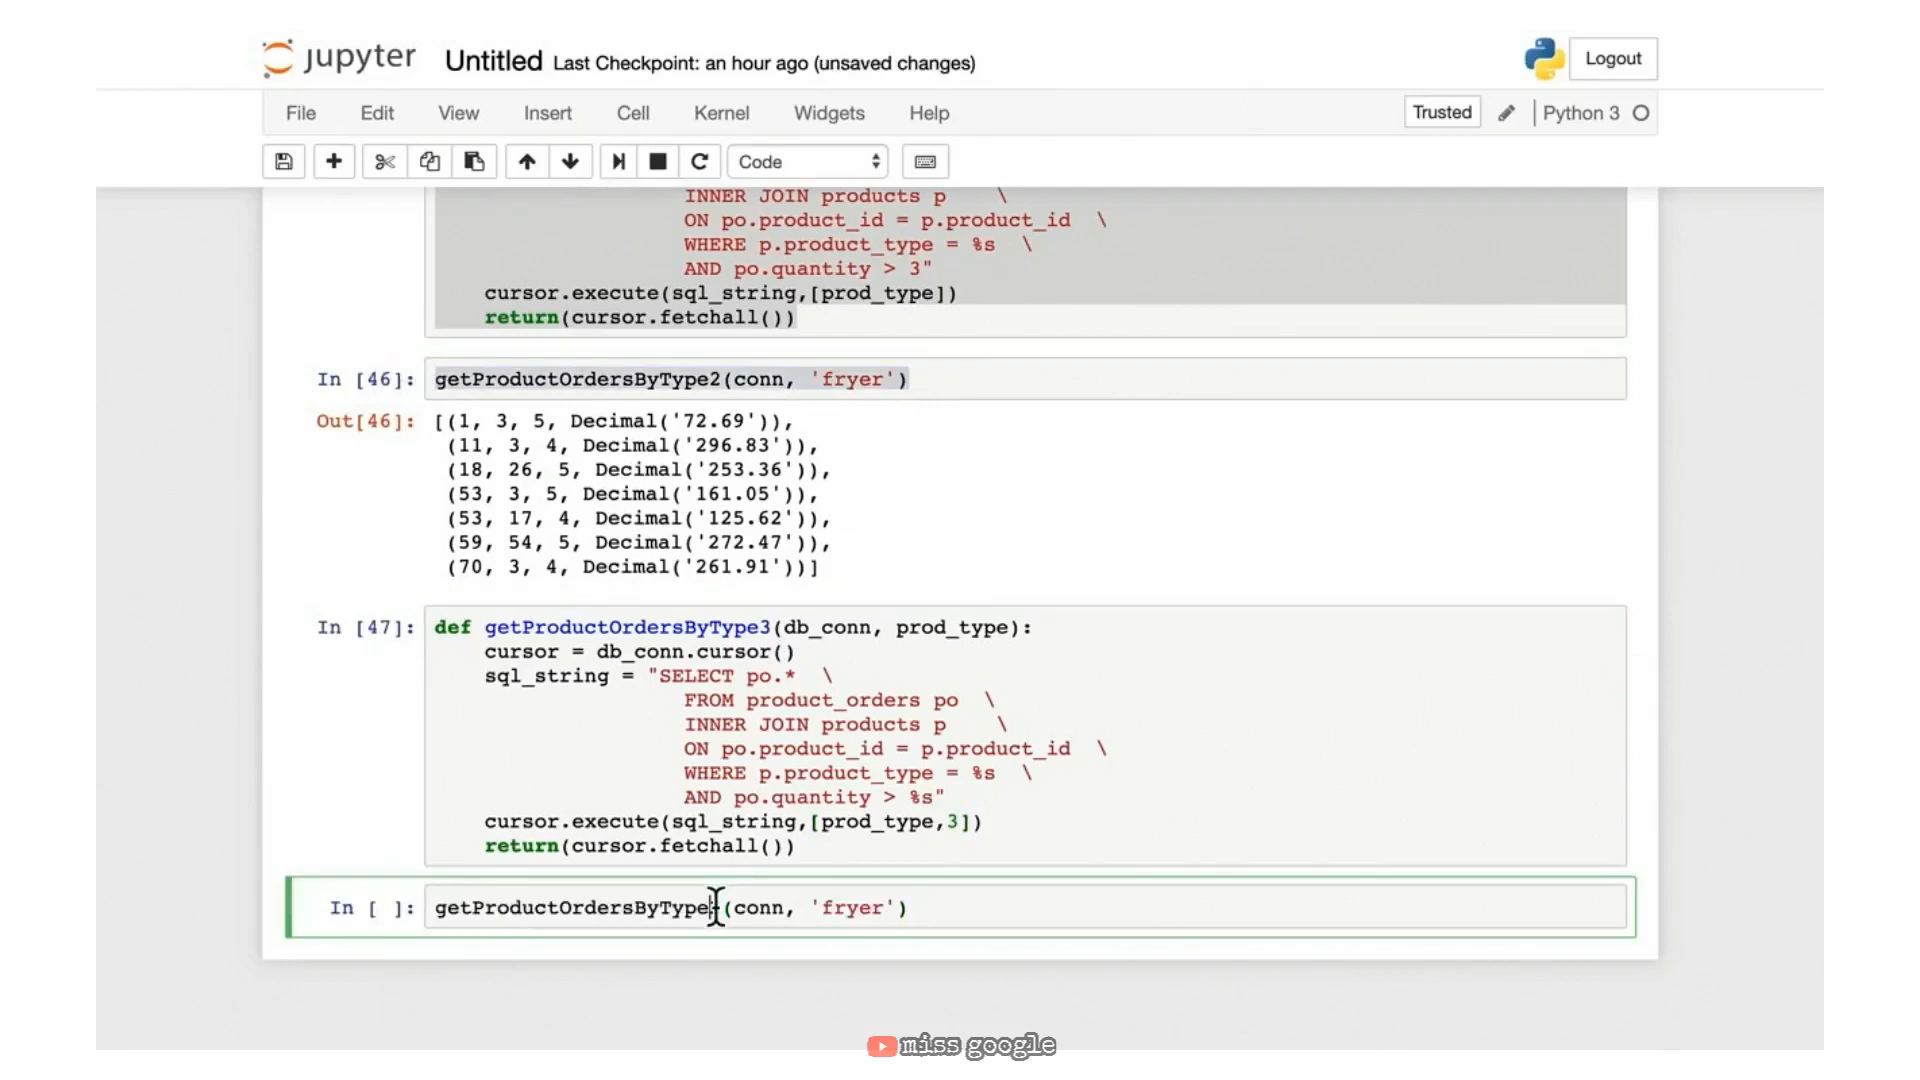 jupyter Untitled Last Checkpoint: an hour ago (unsaved changes) Logout
File Edit View Insert Cell Kernel Widgets Help Trusted Python 3
Code
INNER JOIN products p \
ON po.product_id = p.product_id \
WHERE p.product_type = %s \
AND po.quantity > 3"
cursor.execute(sql_string,[prod_type])
return(cursor.fetchall())
In [46]: getProductOrdersByType2(conn, 'fryer')
Out[46]: [(1, 3, 5, Decimal('72.69')),
(11, 3, 4, Decimal('296.83')),
(18, 26, 5, Decimal('253.36')),
(53, 3, 5, Decimal('161.05')),
(53, 17, 4, Decimal('125.62')),
(59, 54, 5, Decimal('272.47')),
(70, 3, 4, Decimal('261.91'))]
In [47]: def getProductOrdersByType3(db_conn, prod_type):
cursor = db_conn.cursor()
sql_string = "SELECT po.* \
FROM product_orders po \
INNER JOIN products p \
ON po.product_id = p.product_id \
WHERE p.product_type = %s \
AND po.quantity > %s"
cursor.execute(sql_string,[prod_type,3])
return(cursor.fetchall())
In [ ]: getProductOrdersByType(conn, 'fryer')
miss google